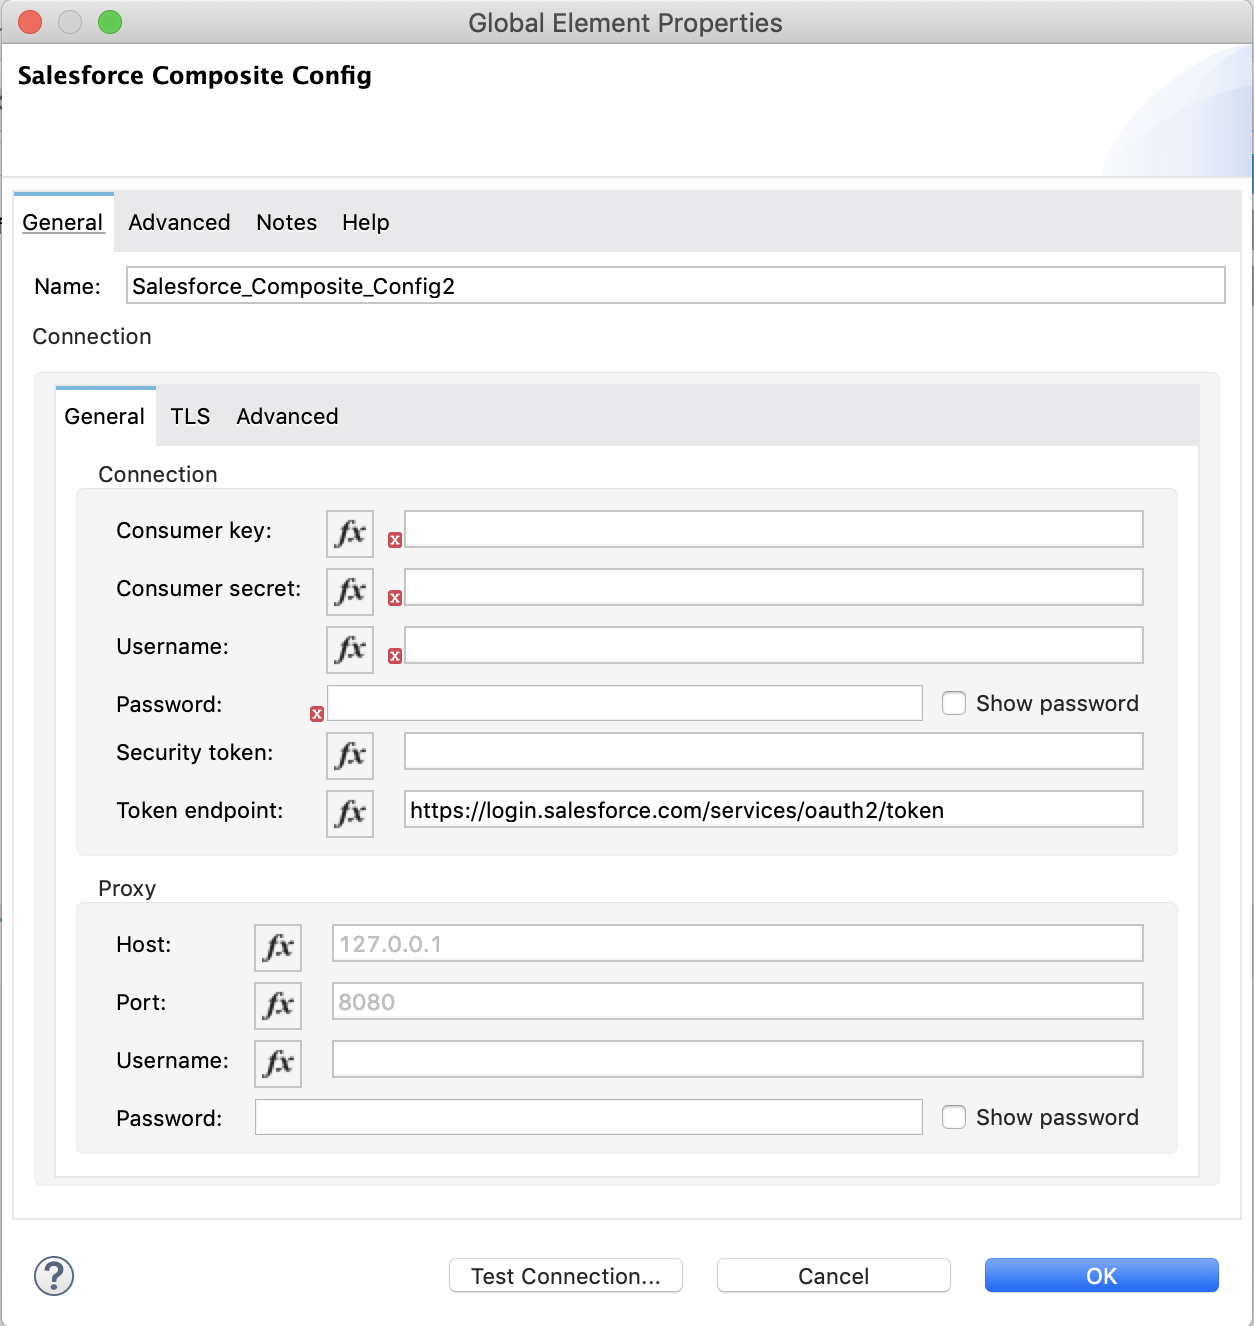 Global Element Properties
Salesforce Composite Config
General Advanced Notes Help
Name: Salesforce_Composite_Config2
Connection
General TLS Advanced
Connection
Consumer key: fx
Consumer secret: fx
Username: fx
Password: Show password
Security token: fx
Token endpoint: fx https://login.salesforce.com/services/oauth2/token
Proxy
Host: fx 127.0.0.1
Port: fx 8080
Username: fx
Password: Show password
? Test Connection... Cancel OK